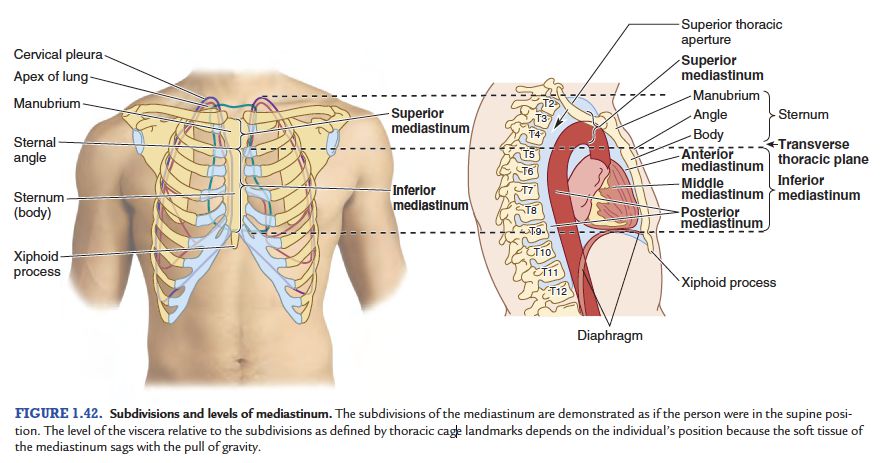 Cervical pleura
Apex of lung
Manubrium
Sternal
angle
Sternum
(body)
Xiphoid
process
Superior
mediastinum
Inferior
mediastinum
Superior thoracic
aperture
Superior
mediastinum
Manubrium
Angle
Body
Sternum
Transverse
thoracic plane
Anterior
mediastinum
Middle
mediastinum
Posterior
mediastinum
Inferior
mediastinum
Xiphoid process
Diaphragm
T2
T3
T4
T5
T6
T7
T8
T9
T10
T11
T12
FIGURE 1.42. Subdivisions and levels of mediastinum. The subdivisions of the mediastinum are demonstrated as if the person were in the supine posi-
tion. The level of the viscera relative to the subdivisions as defined by thoracic cage landmarks depends on the individual's position because the soft tissue of
the mediastinum sags with the pull of gravity.